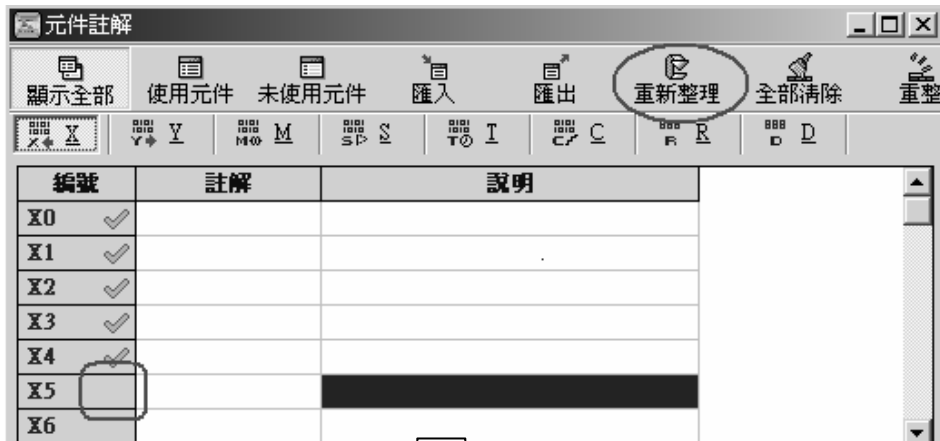 元件註解
顯示全部 使用元件 未使用元件 匯入 匯出 重新整理 全部清除 重整
X Y M S T C R D
編號 註解 說明
X0
X1
X2
X3
X4
X5
X6